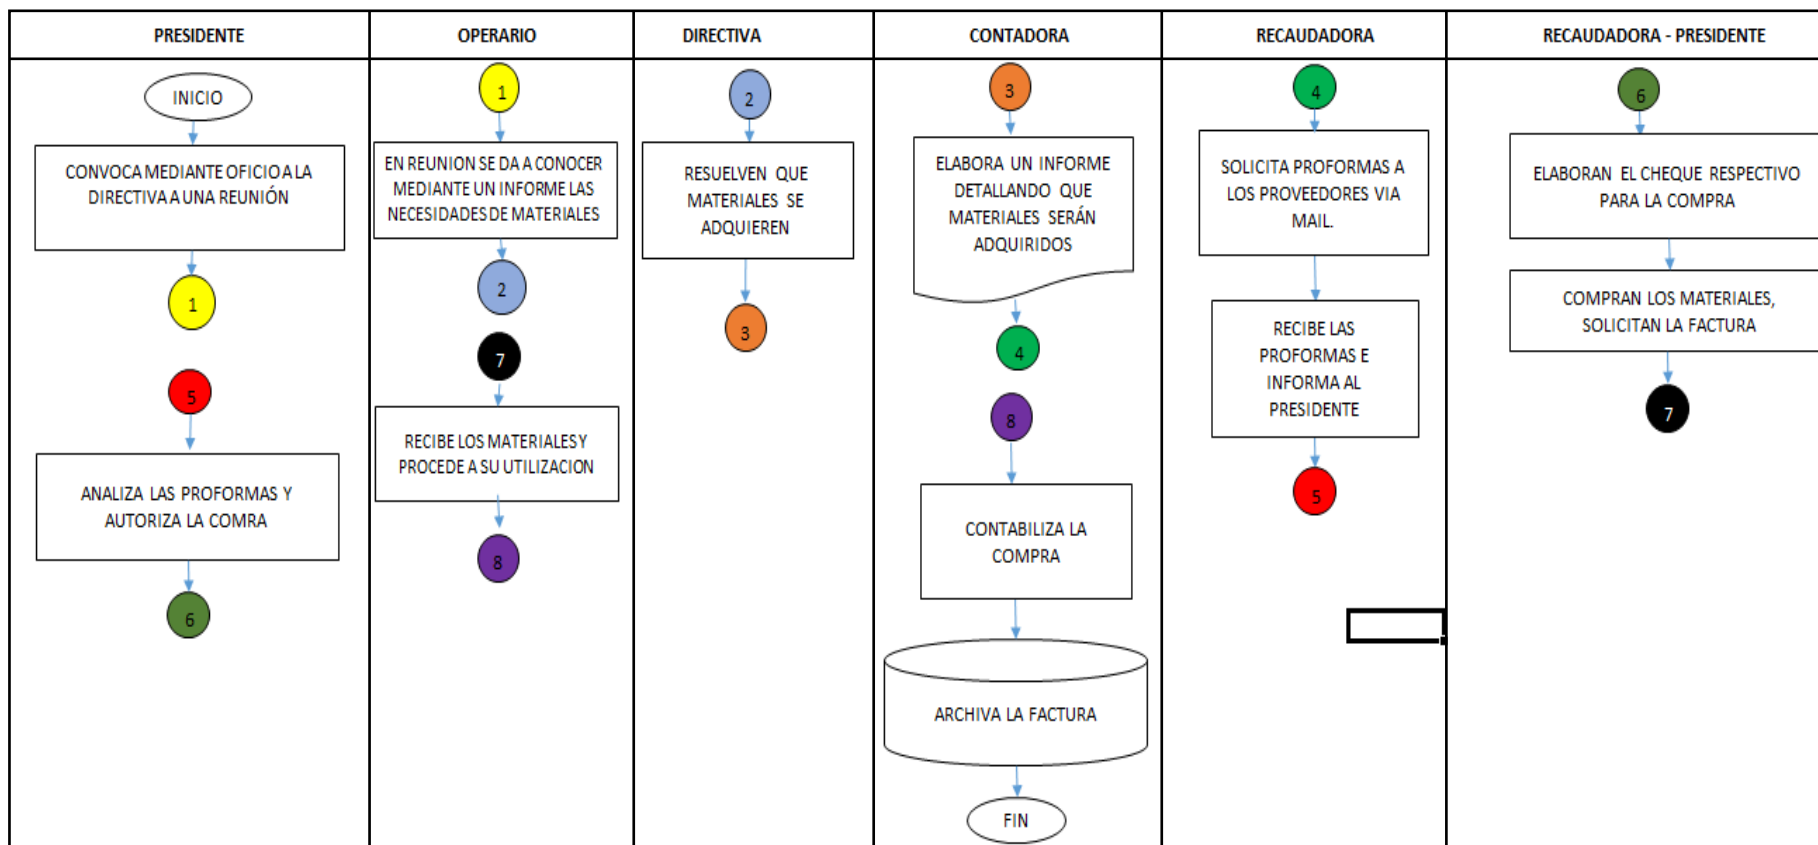 PRESIDENTE
INICIO
CONVOCA MEDIANTE OFICIO A LA
DIRECTIVA A UNA REUNIÓN
1
5
ANALIZA LAS PROFORMAS Y
AUTORIZA LA COMRA
6
OPERARIO
1
EN REUNION SE DA A CONOCER
MEDIANTE UN INFORME LAS
NECESIDADES DE MATERIALES
2
7
RECIBE LOS MATERIALES Y
PROCEDE A SU UTILIZACION
8
DIRECTIVA
2
RESUELVEN QUE
MATERIALES SE
ADQUIEREN
3
CONTADORA
3
ELABORA UN INFORME
DETALLANDO QUE
MATERIALES SERÁN
ADQUIRIDOS
4
8
CONTABILIZA LA
COMPRA
ARCHIVA LA FACTURA
FIN
RECAUDADORA
4
SOLICITA PROFORMAS A
LOS PROVEEDORES VIA
MAIL.
RECIBE LAS
PROFORMAS E
INFORMA AL
PRESIDENTE
5
RECAUDADORA - PRESIDENTE
6
ELABORAN EL CHEQUE RESPECTIVO
PARA LA COMPRA
COMPRAN LOS MATERIALES,
SOLICITAN LA FACTURA
7